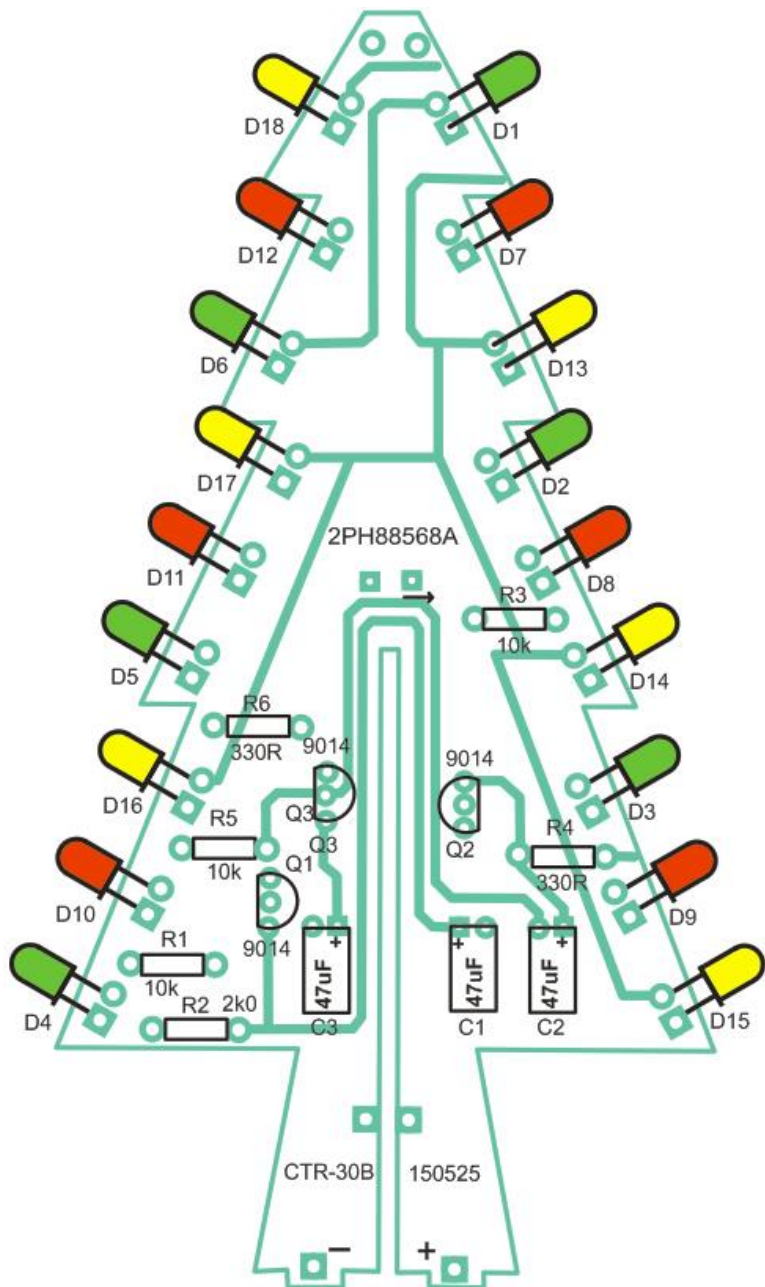 D18 D1
D12 D7
D6 D13
D17 D2
2PH88568A
D11 D8
R3
10k
D5 D14
R6
330R 9014
9014
D16 D3
Q3
Q3
Q2
R5
10k
Q1
R4
330R
D10 D9
9014
R1
10k
R2 2k0
+ 47uF
C3
+ 47uF
C1
+ 47uF
C2
D4 D15
CTR-30B 150525
− +